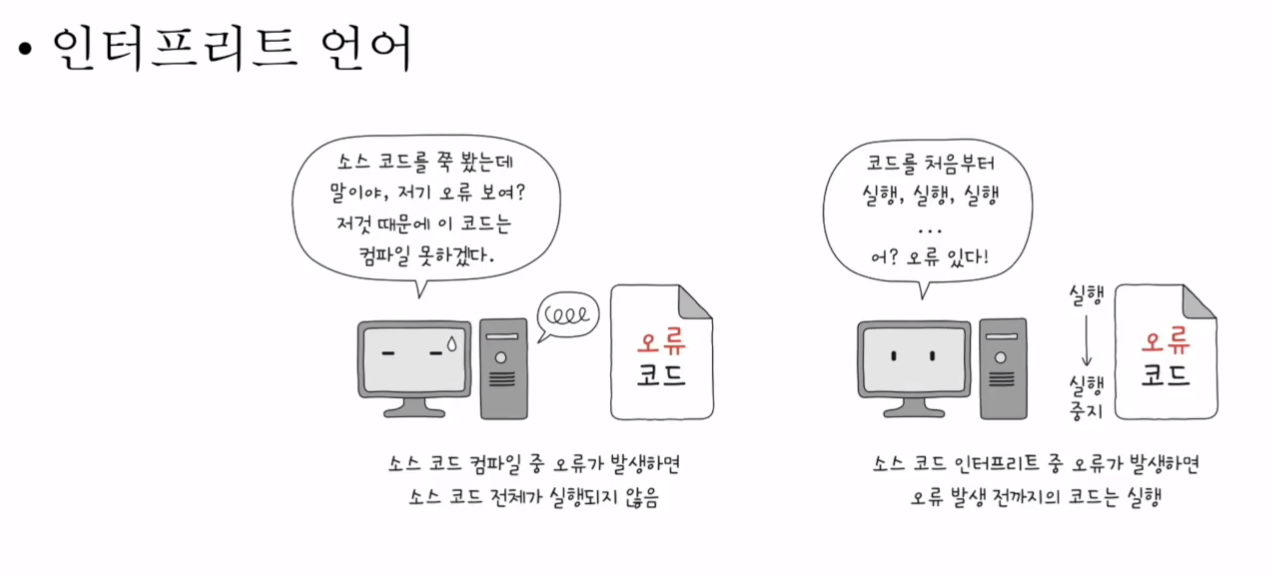 • 인터프리트 언어
소스 코드를 쭉 봤는데
말이야, 저기 오류 보여?
저것 때문에 이 코드는
컴파일 못하겠다.
오류
코드
소스 코드 컴파일 중 오류가 발생하면
소스 코드 전체가 실행되지 않음
코드를 처음부터
실행, 실행, 실행
...
어? 오류 있다!
실행
실행
중지
오류
코드
소스 코드 인터프리트 중 오류가 발생하면
오류 발생 전까지의 코드는 실행